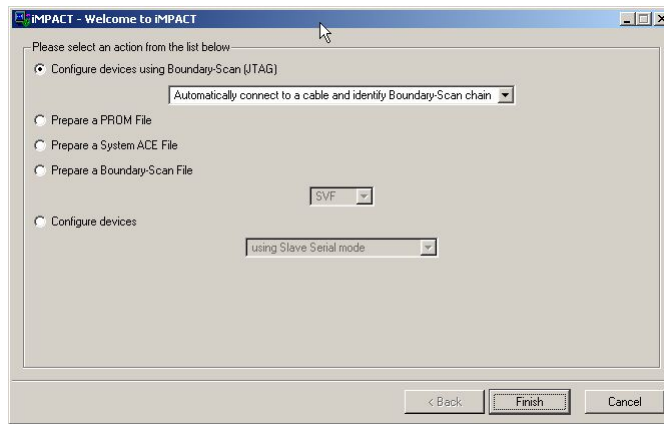 iMPACT - Welcome to iMPACT
Please select an action from the list below
Configure devices using Boundary-Scan (JTAG)
Automatically connect to a cable and identify Boundary-Scan chain
Prepare a PROM File
Prepare a System ACE File
Prepare a Boundary-Scan File
SVF
Configure devices
using Slave Serial mode
< Back Finish Cancel